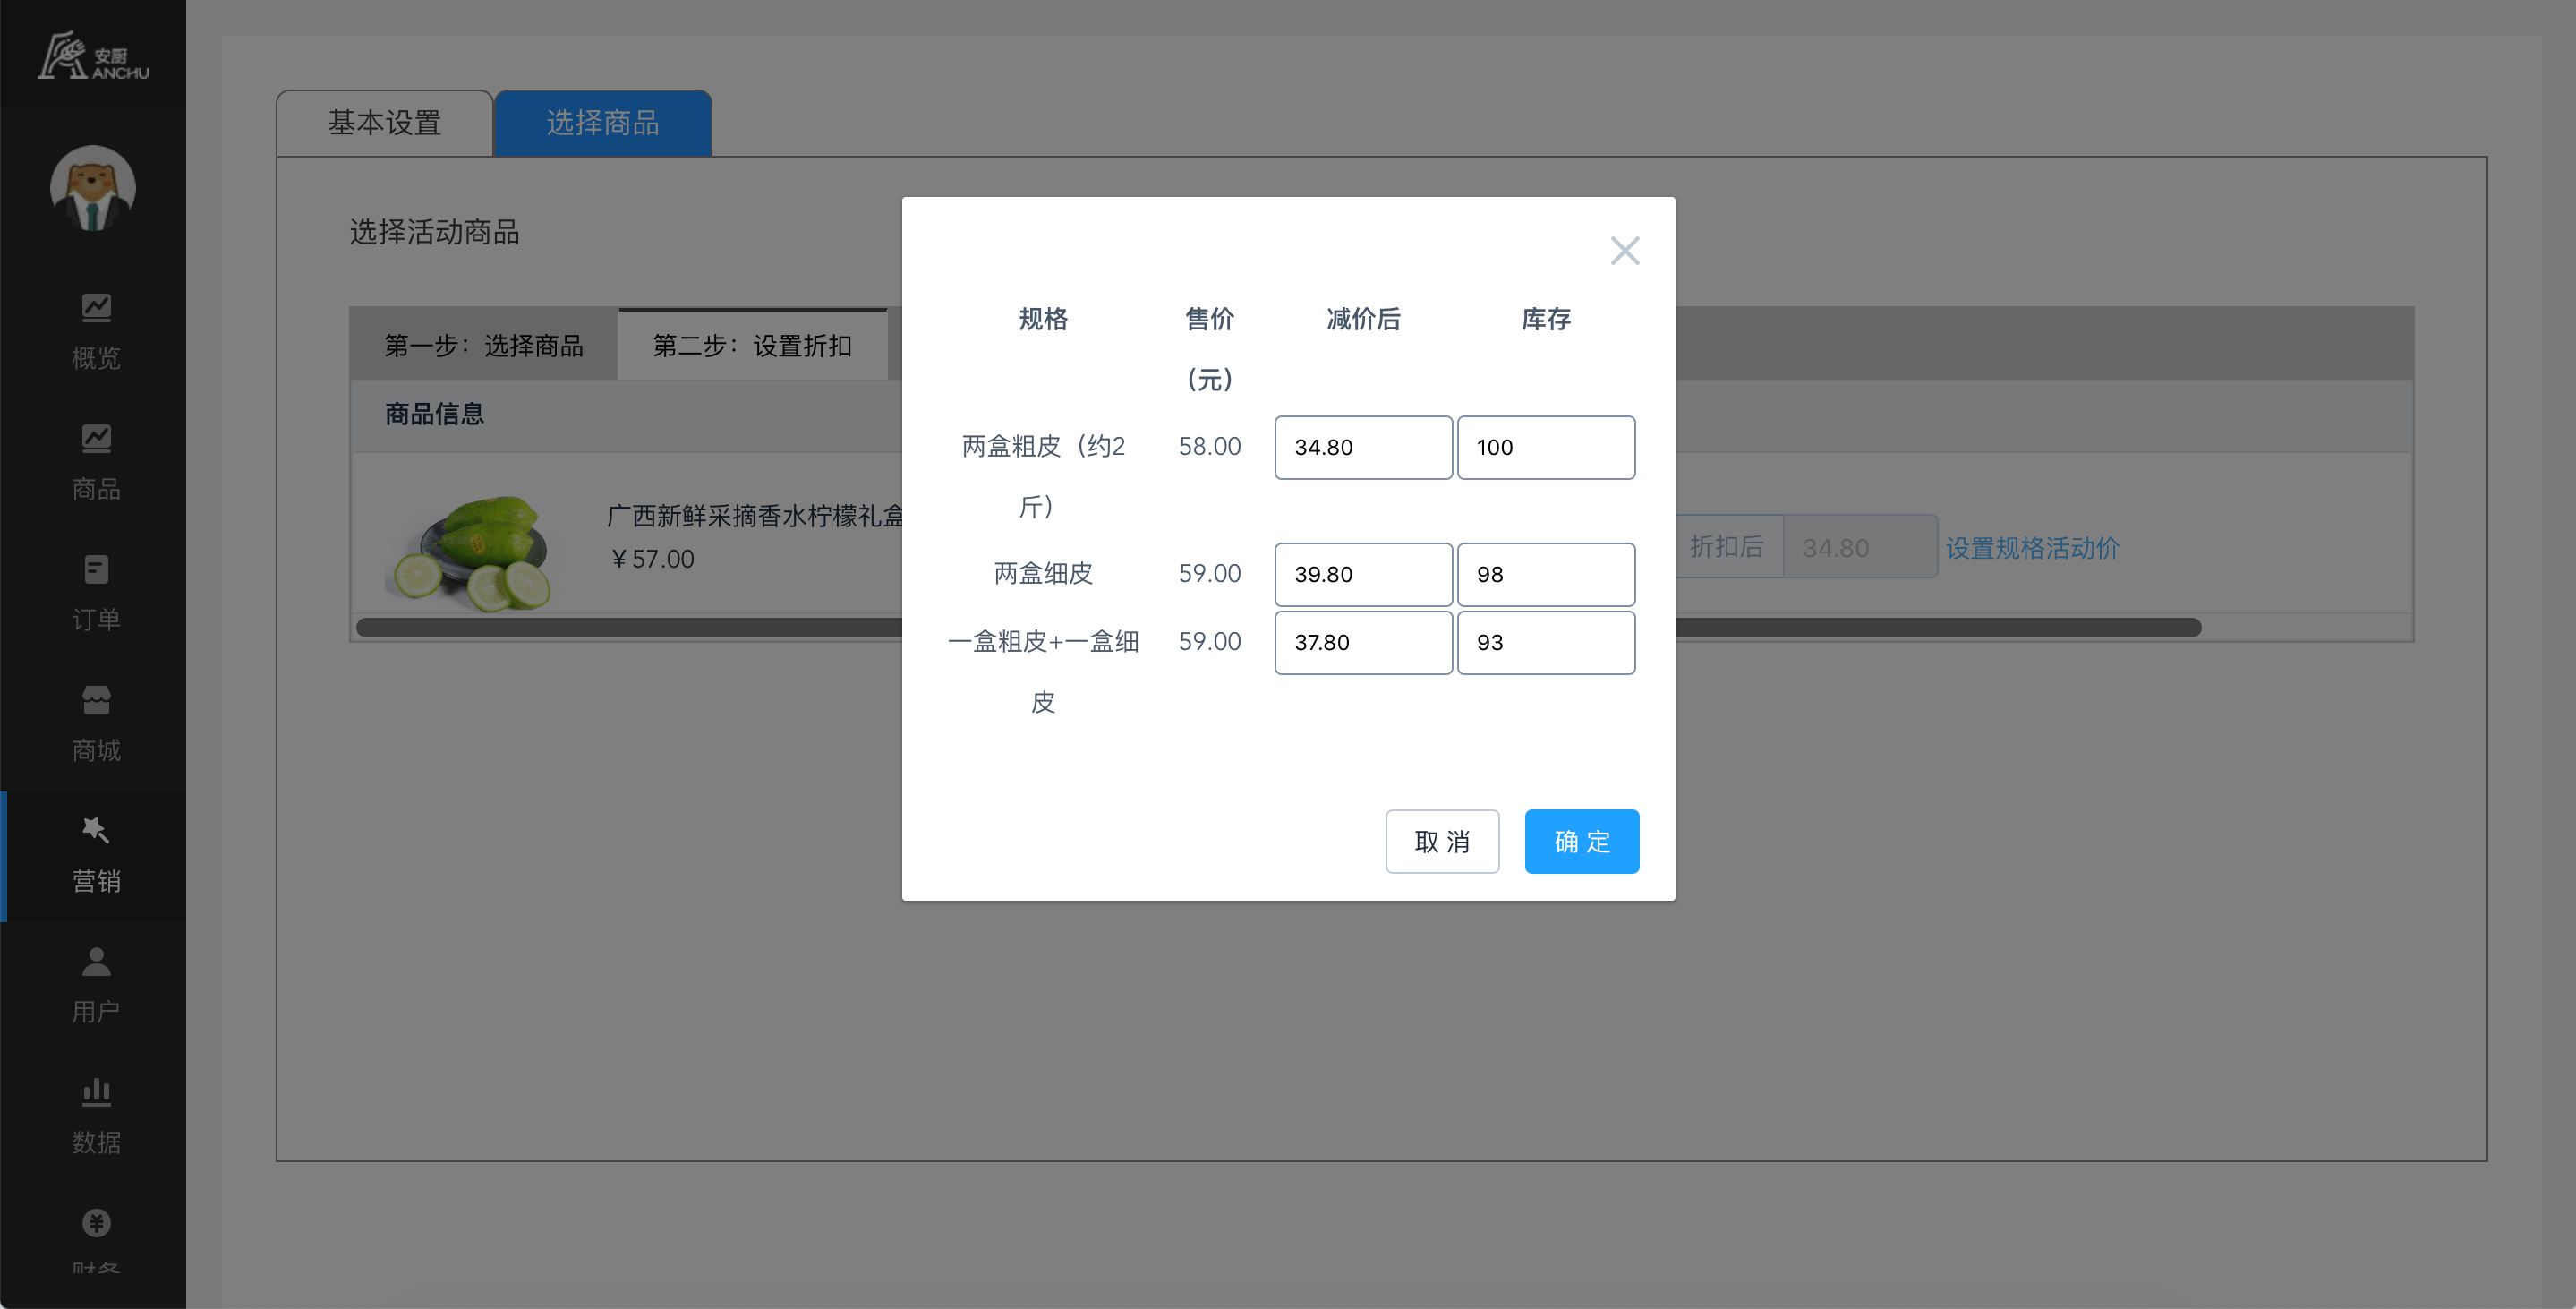 安厨
ANCHU
概览
商品
订单
商城
营销
用户
数据
财务
基本设置
选择商品
选择活动商品
第一步：选择商品
第二步：设置折扣
商品信息
广西新鲜采摘香水柠檬礼盒
¥ 57.00
折扣后
34.80
设置规格活动价
规格
售价
(元)
减价后
库存
两盒粗皮（约2
斤）
58.00
34.80
100
两盒细皮
59.00
39.80
98
一盒粗皮+一盒细
皮
59.00
37.80
93
取 消
确 定